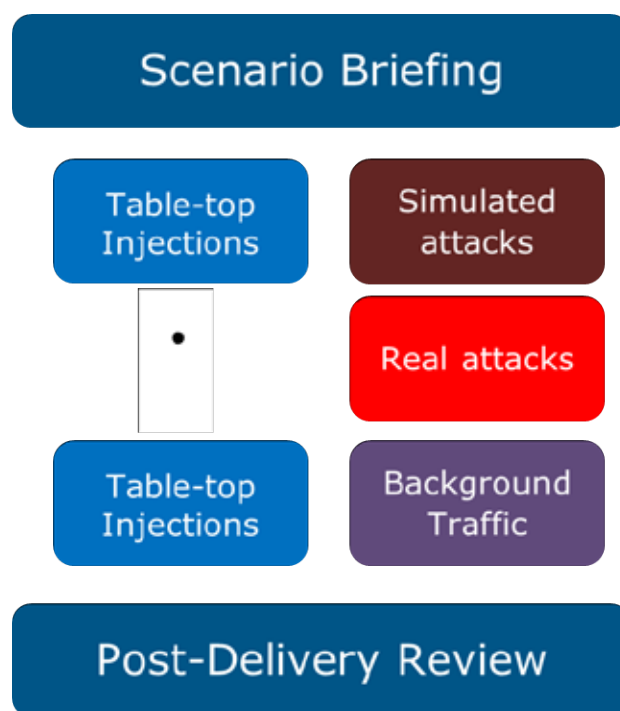 Scenario Briefing
Table-top
Injections
Simulated
attacks
Real attacks
Table-top
Injections
Background
Traffic
Post-Delivery Review